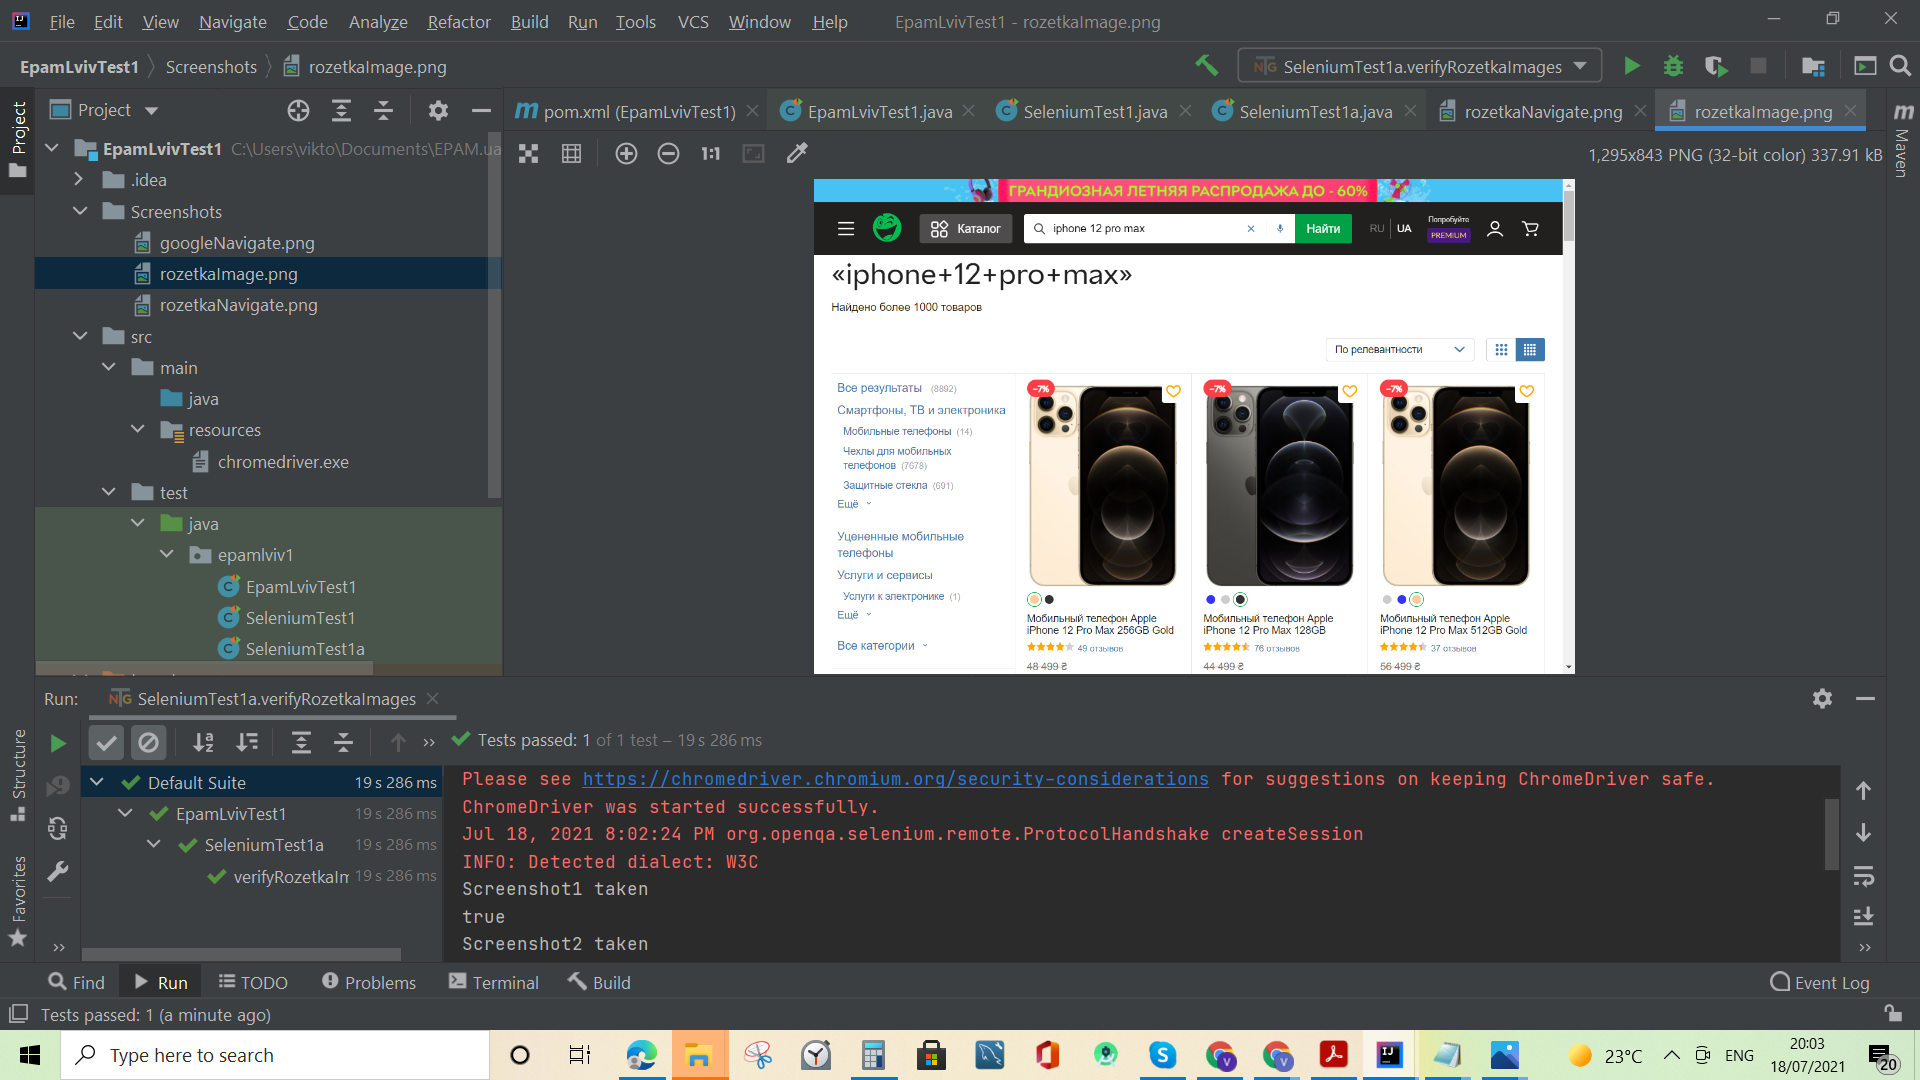 File Edit View Navigate Code Analyze Refactor Build Run Tools VCS Window Help EpamLvivTest1 - rozetkaImage.png
EpamLvivTest1 Screenshots rozetkaImage.png
SeleniumTest1a.verifyRozetkaImages
Project
Project
pom.xml (EpamLvivTest1) EpamLvivTest1.java SeleniumTest1.java SeleniumTest1a.java rozetkaNavigate.png rozetkaImage.png
Maven
1:1
1,295x843 PNG (32-bit color) 337.91 kB
EpamLvivTest1 C:\Users\vikto\Documents\EPAM.ua
.idea
Screenshots
googleNavigate.png
rozetkaImage.png
rozetkaNavigate.png
src
main
java
resources
chromedriver.exe
test
java
epamlviv1
EpamLvivTest1
SeleniumTest1
SeleniumTest1a
ГРАНДИОЗНАЯ ЛЕТНЯЯ РАСПРОДАЖА ДО - 60%
Каталог
iphone 12 pro max
Найти
RU UA
Попробуйте
PREMIUM
«iphone+12+pro+max»
Найдено более 1000 товаров
По релевантности
Все результаты (8892)
Смартфоны, ТВ и электроника
Мобильные телефоны (14)
Чехлы для мобильных
телефонов (7678)
Защитные стекла (691)
Ещё
Уцененные мобильные
телефоны
Услуги и сервисы
Услуги к электронике (1)
Ещё
Все категории
-7%
Мобильный телефон Apple
iPhone 12 Pro Max 256GB Gold
49 отзывов
48 499 ₴
-7%
Мобильный телефон Apple
iPhone 12 Pro Max 128GB
76 отзывов
44 499 ₴
-7%
Мобильный телефон Apple
iPhone 12 Pro Max 512GB Gold
37 отзывов
56 499 ₴
Run: SeleniumTest1a.verifyRozetkaImages
Tests passed: 1 of 1 test – 19 s 286 ms
Default Suite 19 s 286 ms
EpamLvivTest1 19 s 286 ms
SeleniumTest1a 19 s 286 ms
verifyRozetkaIm 19 s 286 ms
Please see https://chromedriver.chromium.org/security-considerations for suggestions on keeping ChromeDriver safe.
ChromeDriver was started successfully.
Jul 18, 2021 8:02:24 PM org.openqa.selenium.remote.ProtocolHandshake createSession
INFO: Detected dialect: W3C
Screenshot1 taken
true
Screenshot2 taken
Structure
Favorites
Find Run TODO Problems Terminal Build Event Log
Tests passed: 1 (a minute ago)
Type here to search
23°C ENG
20:03
18/07/2021
20